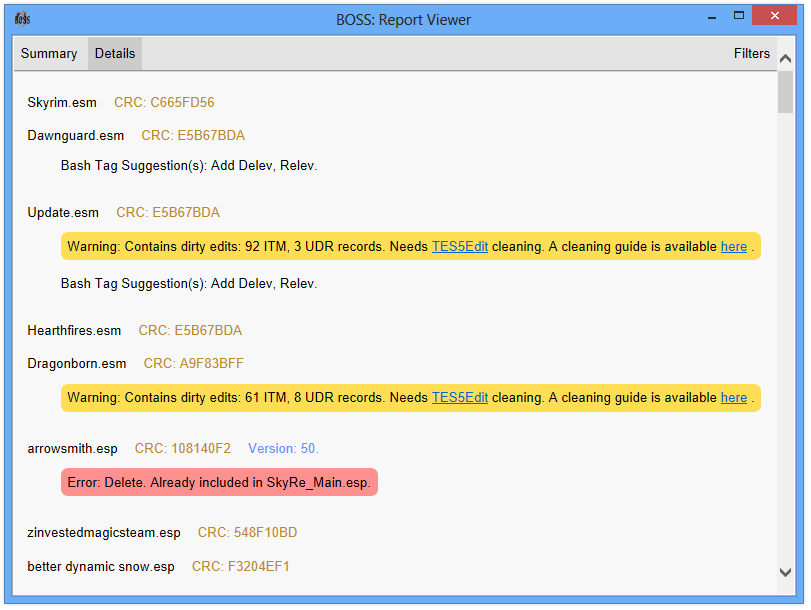 BOSS
BOSS: Report Viewer
Summary Details Filters
Skyrim.esm CRC: C665FD56
Dawnguard.esm CRC: E5B67BDA
Bash Tag Suggestion(s): Add Delev, Relev.
Update.esm CRC: E5B67BDA
Warning: Contains dirty edits: 92 ITM, 3 UDR records. Needs TES5Edit cleaning. A cleaning guide is available here .
Bash Tag Suggestion(s): Add Delev, Relev.
Hearthfires.esm CRC: E5B67BDA
Dragonborn.esm CRC: A9F83BFF
Warning: Contains dirty edits: 61 ITM, 8 UDR records. Needs TES5Edit cleaning. A cleaning guide is available here .
arrowsmith.esp CRC: 108140F2 Version: 50.
Error: Delete. Already included in SkyRe_Main.esp.
zinvestedmagicsteam.esp CRC: 548F10BD
better dynamic snow.esp CRC: F3204EF1